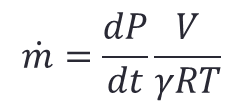 ṁ = dP/dt V/γRT